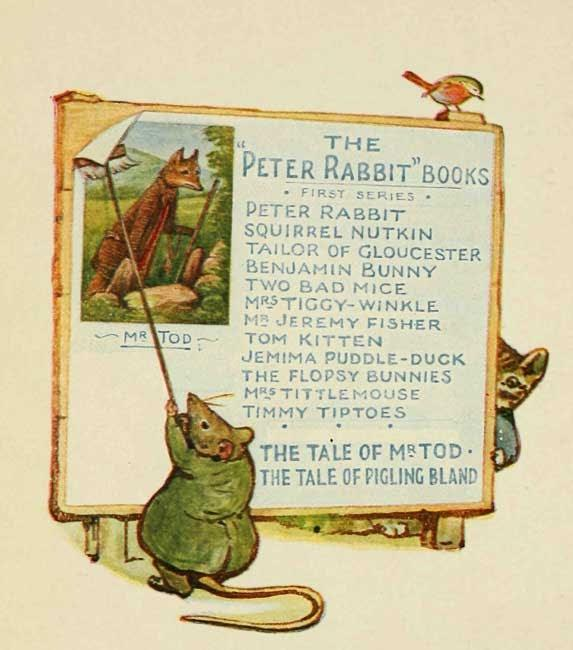 THE
"PETER RABBIT" BOOKS
· FIRST SERIES ·
PETER RABBIT
SQUIRREL NUTKIN
TAILOR OF GLOUCESTER
BENJAMIN BUNNY
TWO BAD MICE
MRS TIGGY-WINKLE
MR JEREMY FISHER
TOM KITTEN
JEMIMA PUDDLE-DUCK
THE FLOPSY BUNNIES
MRS TITTLEMOUSE
TIMMY TIPTOES
THE TALE OF MR TOD ·
THE TALE OF PIGLING BLAND
~ MR TOD ~